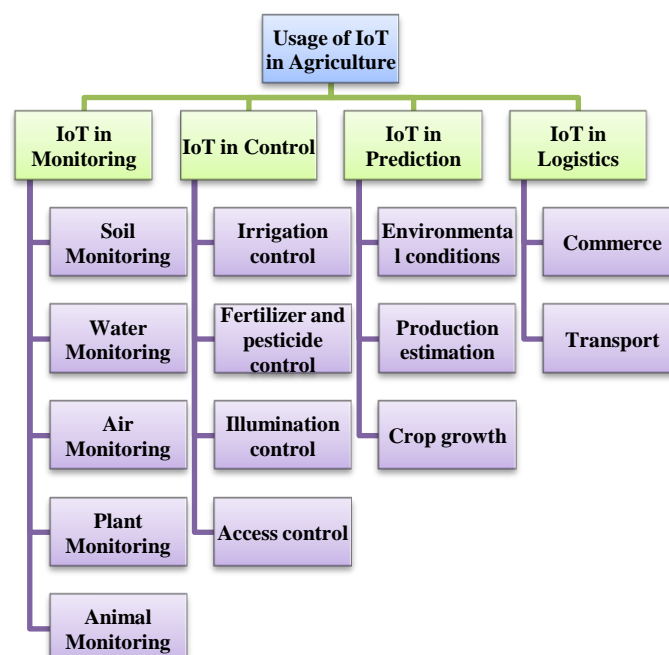 Usage of IoT
in Agriculture
IoT in
Monitoring
IoT in Control
IoT in
Prediction
IoT in
Logistics
Soil
Monitoring
Water
Monitoring
Air
Monitoring
Plant
Monitoring
Animal
Monitoring
Irrigation
control
Fertilizer and
pesticide
control
Illumination
control
Access control
Environmenta
l conditions
Production
estimation
Crop growth
Commerce
Transport